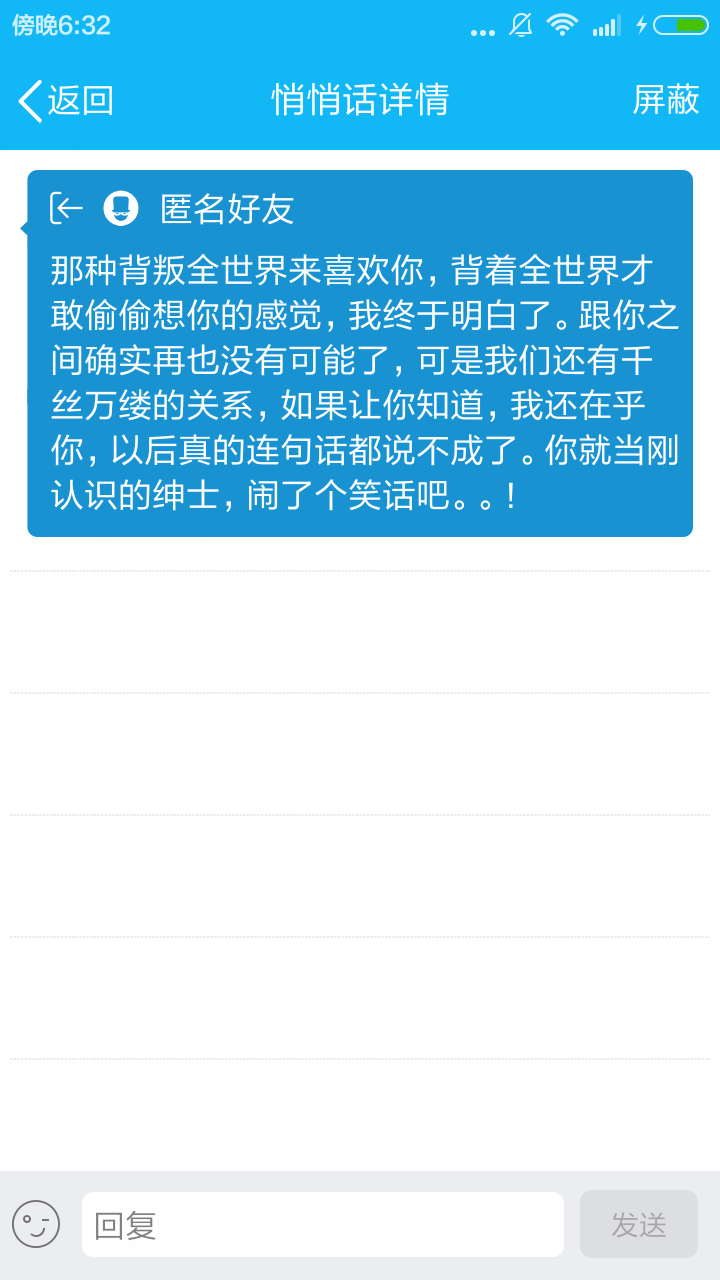 傍晚6:32
返回
悄悄话详情
屏蔽
匿名好友
那种背叛全世界来喜欢你，背着全世界才
敢偷偷想你的感觉，我终于明白了。跟你之
间确实再也没有可能了，可是我们还有千
丝万缕的关系，如果让你知道，我还在乎
你，以后真的连句话都说不成了。你就当刚
认识的绅士，闹了个笑话吧。。！
回复
发送